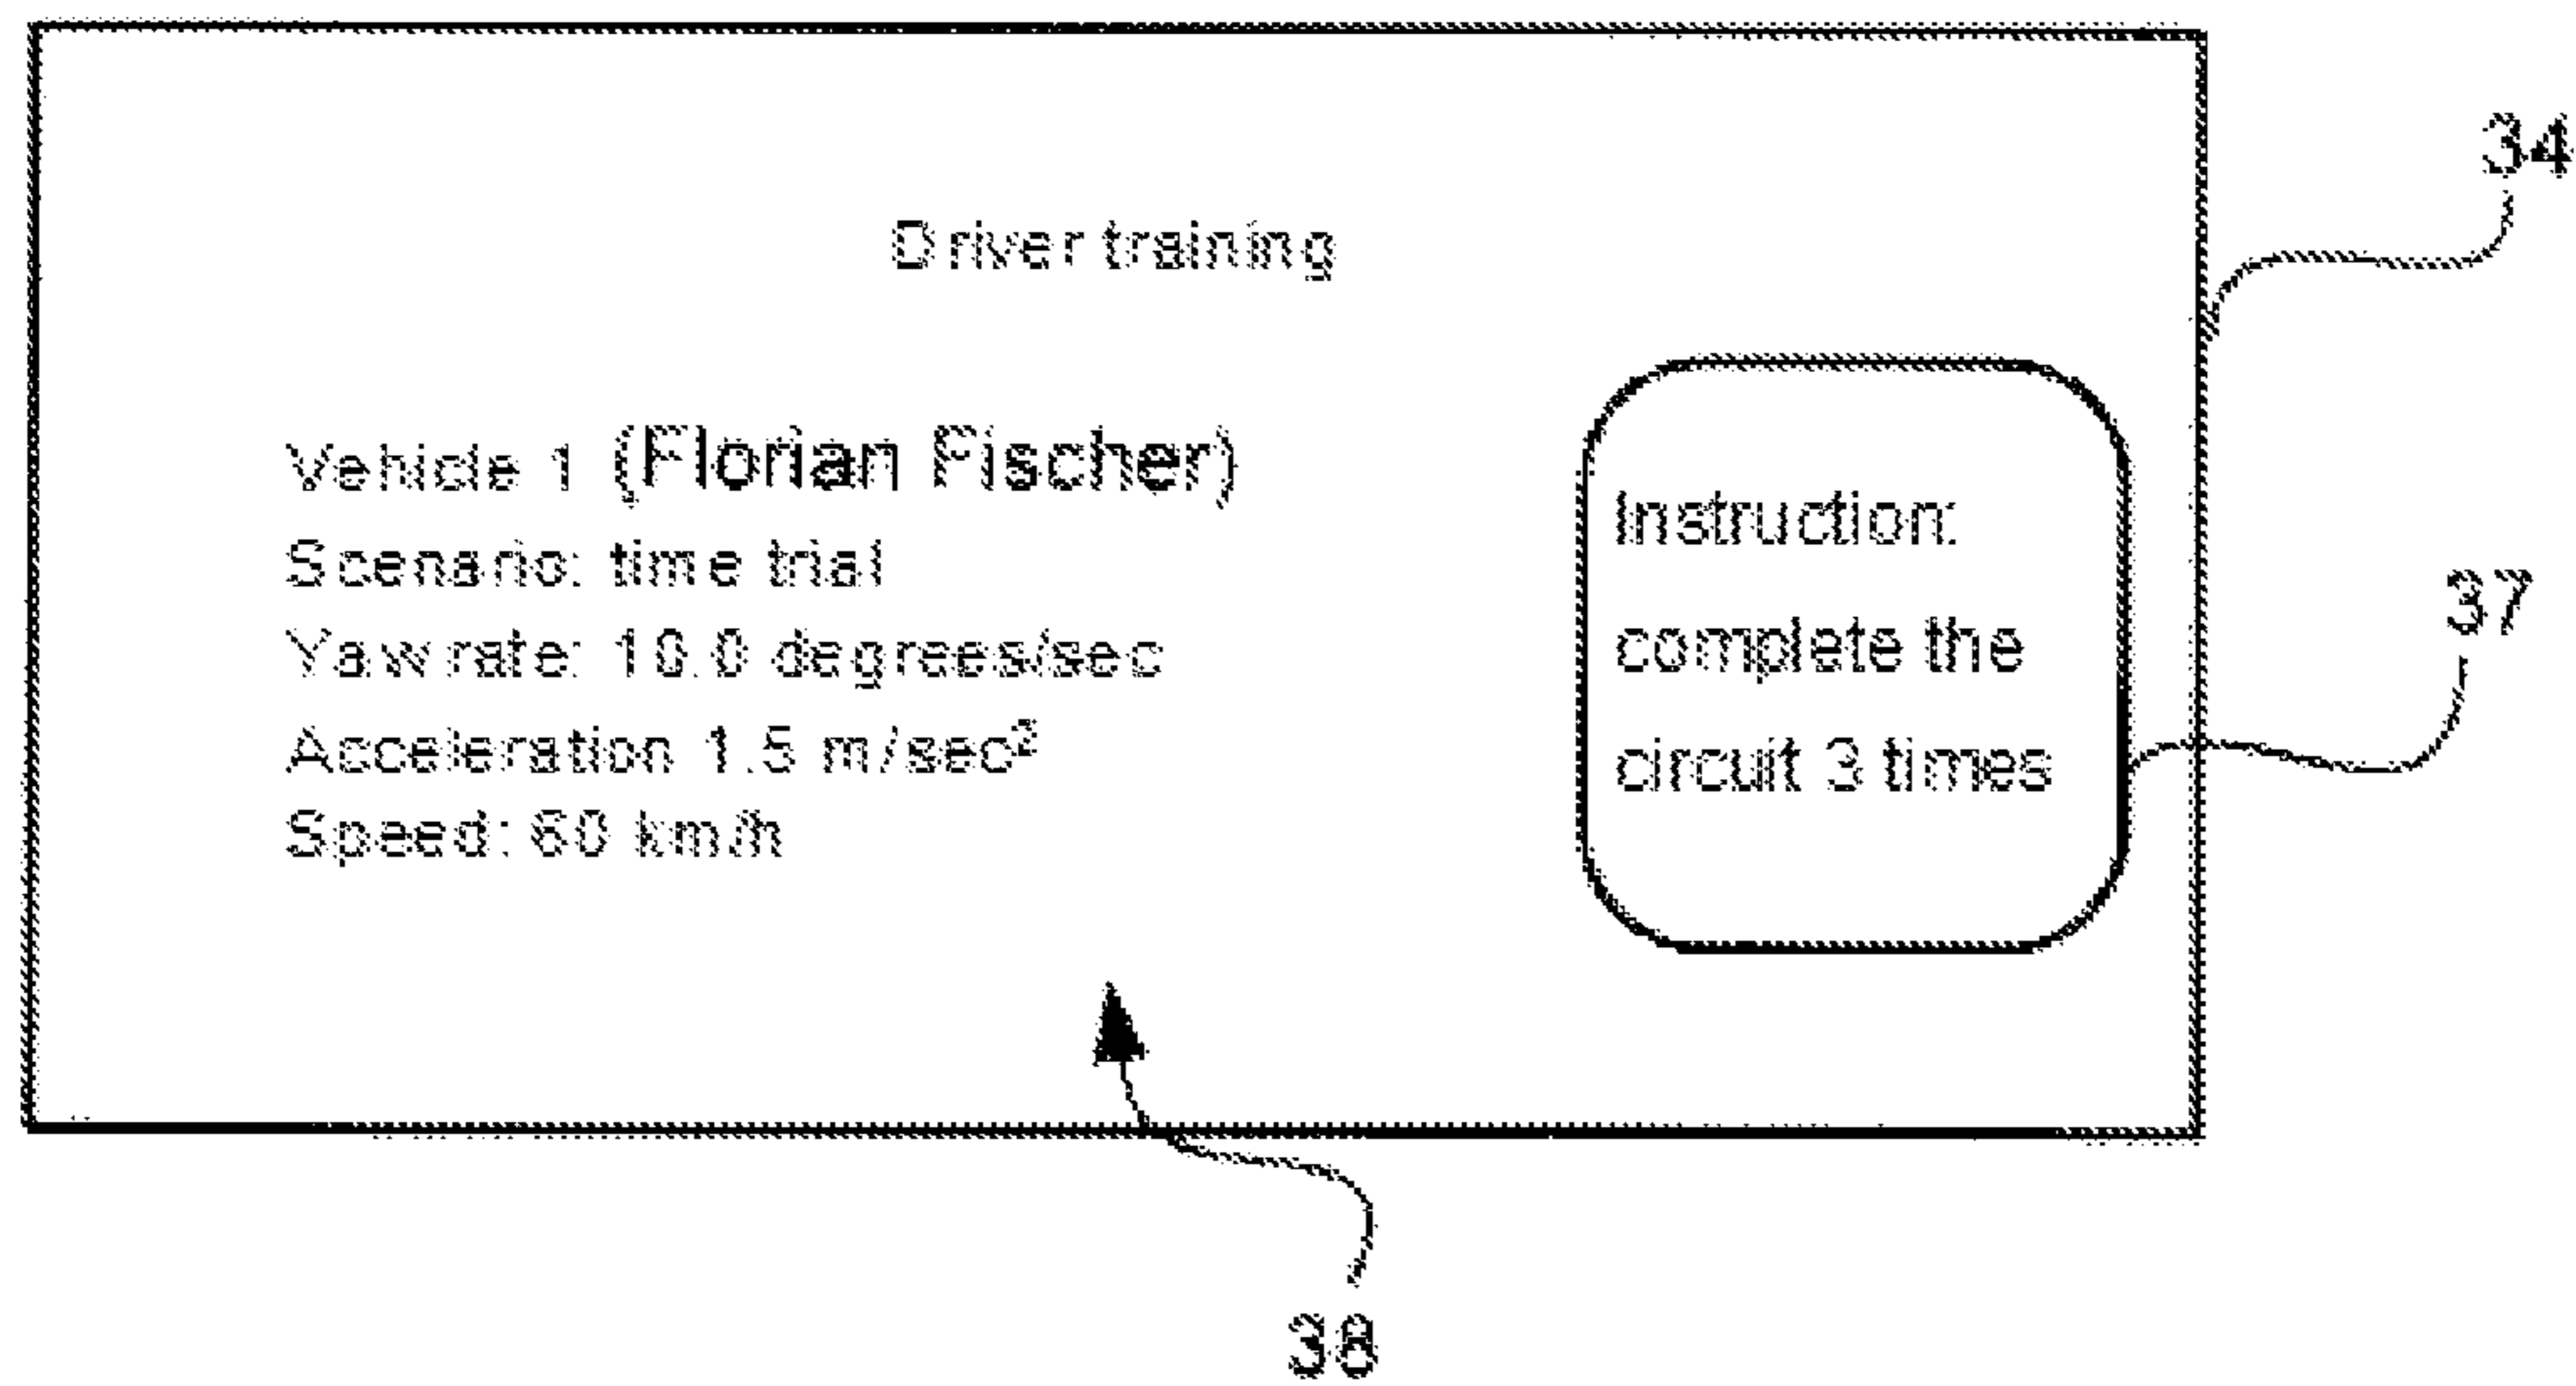 34
Driver training
Vehicle 1 (Florian Fischer)
Scenario: time trial
Yaw rate: 10.0 degrees/sec
Acceleration 1.5 m/sec²
Speed: 60 km/h
Instruction:
complete the
circuit 3 times
37